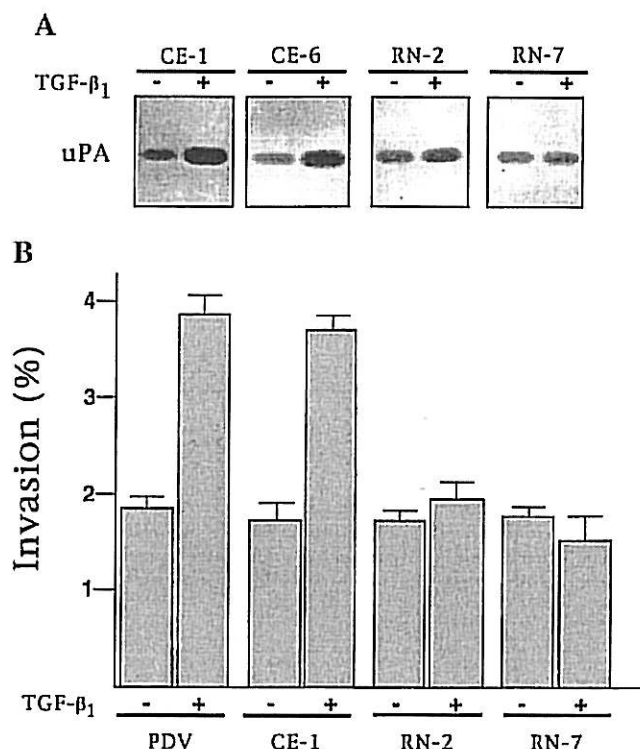 A
CE-1 CE-6 RN-2 RN-7
TGF-β1 - + - + - + - +
uPA
B
4
3
2
1
Invasion (%)
TGF-β1 - + - + - + - +
PDV CE-1 RN-2 RN-7